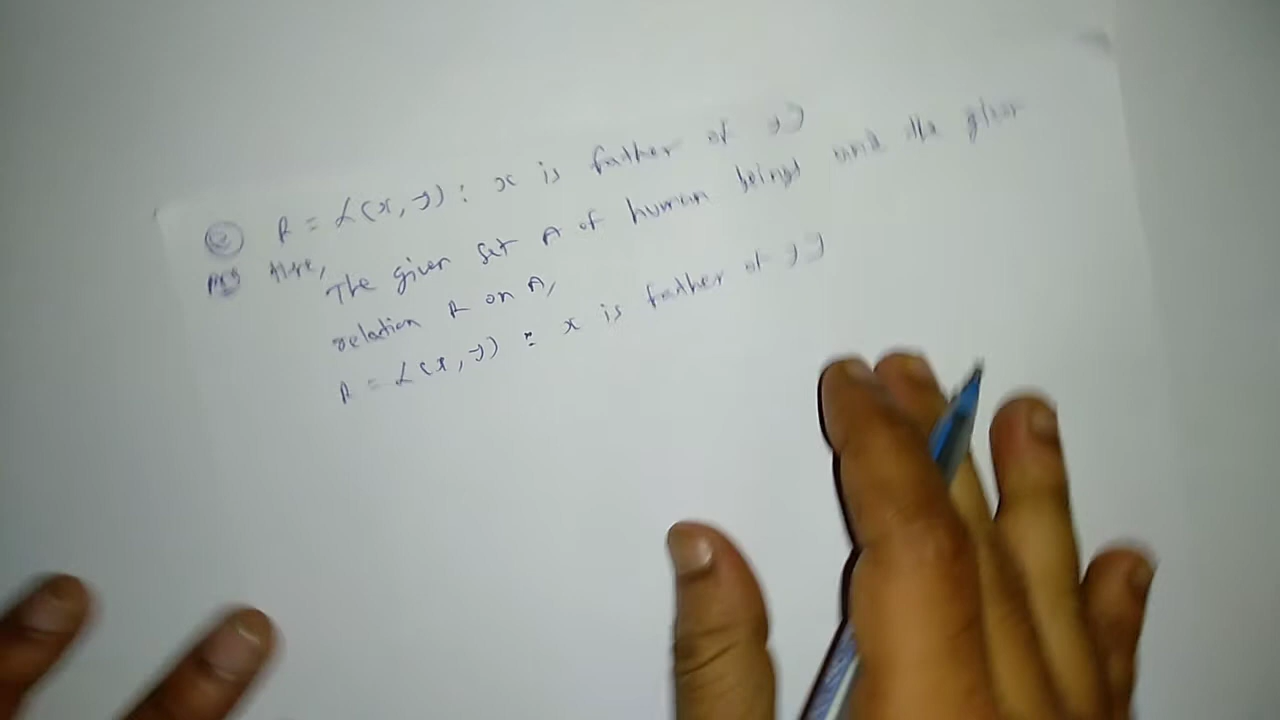 (e) R = {(x, y) : x is father of y}
Ans Here,
The given set A of human beings and the given
relation R on A,
R = {(x, y) : x is father of y}